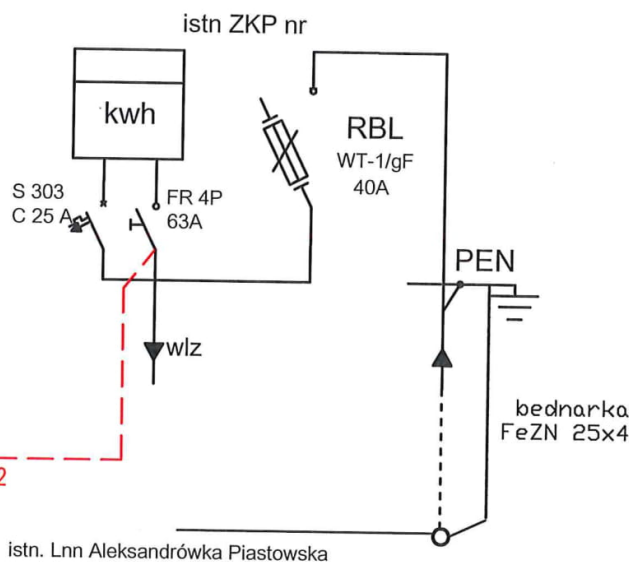 istn ZKP nr
kwh
RBL
WT-1/gF
40A
S 303
C 25 A
FR 4P
63A
PEN
wlz
bednarka
FeZN 25x4
2
istn. Lnn Aleksandrówka Piastowska